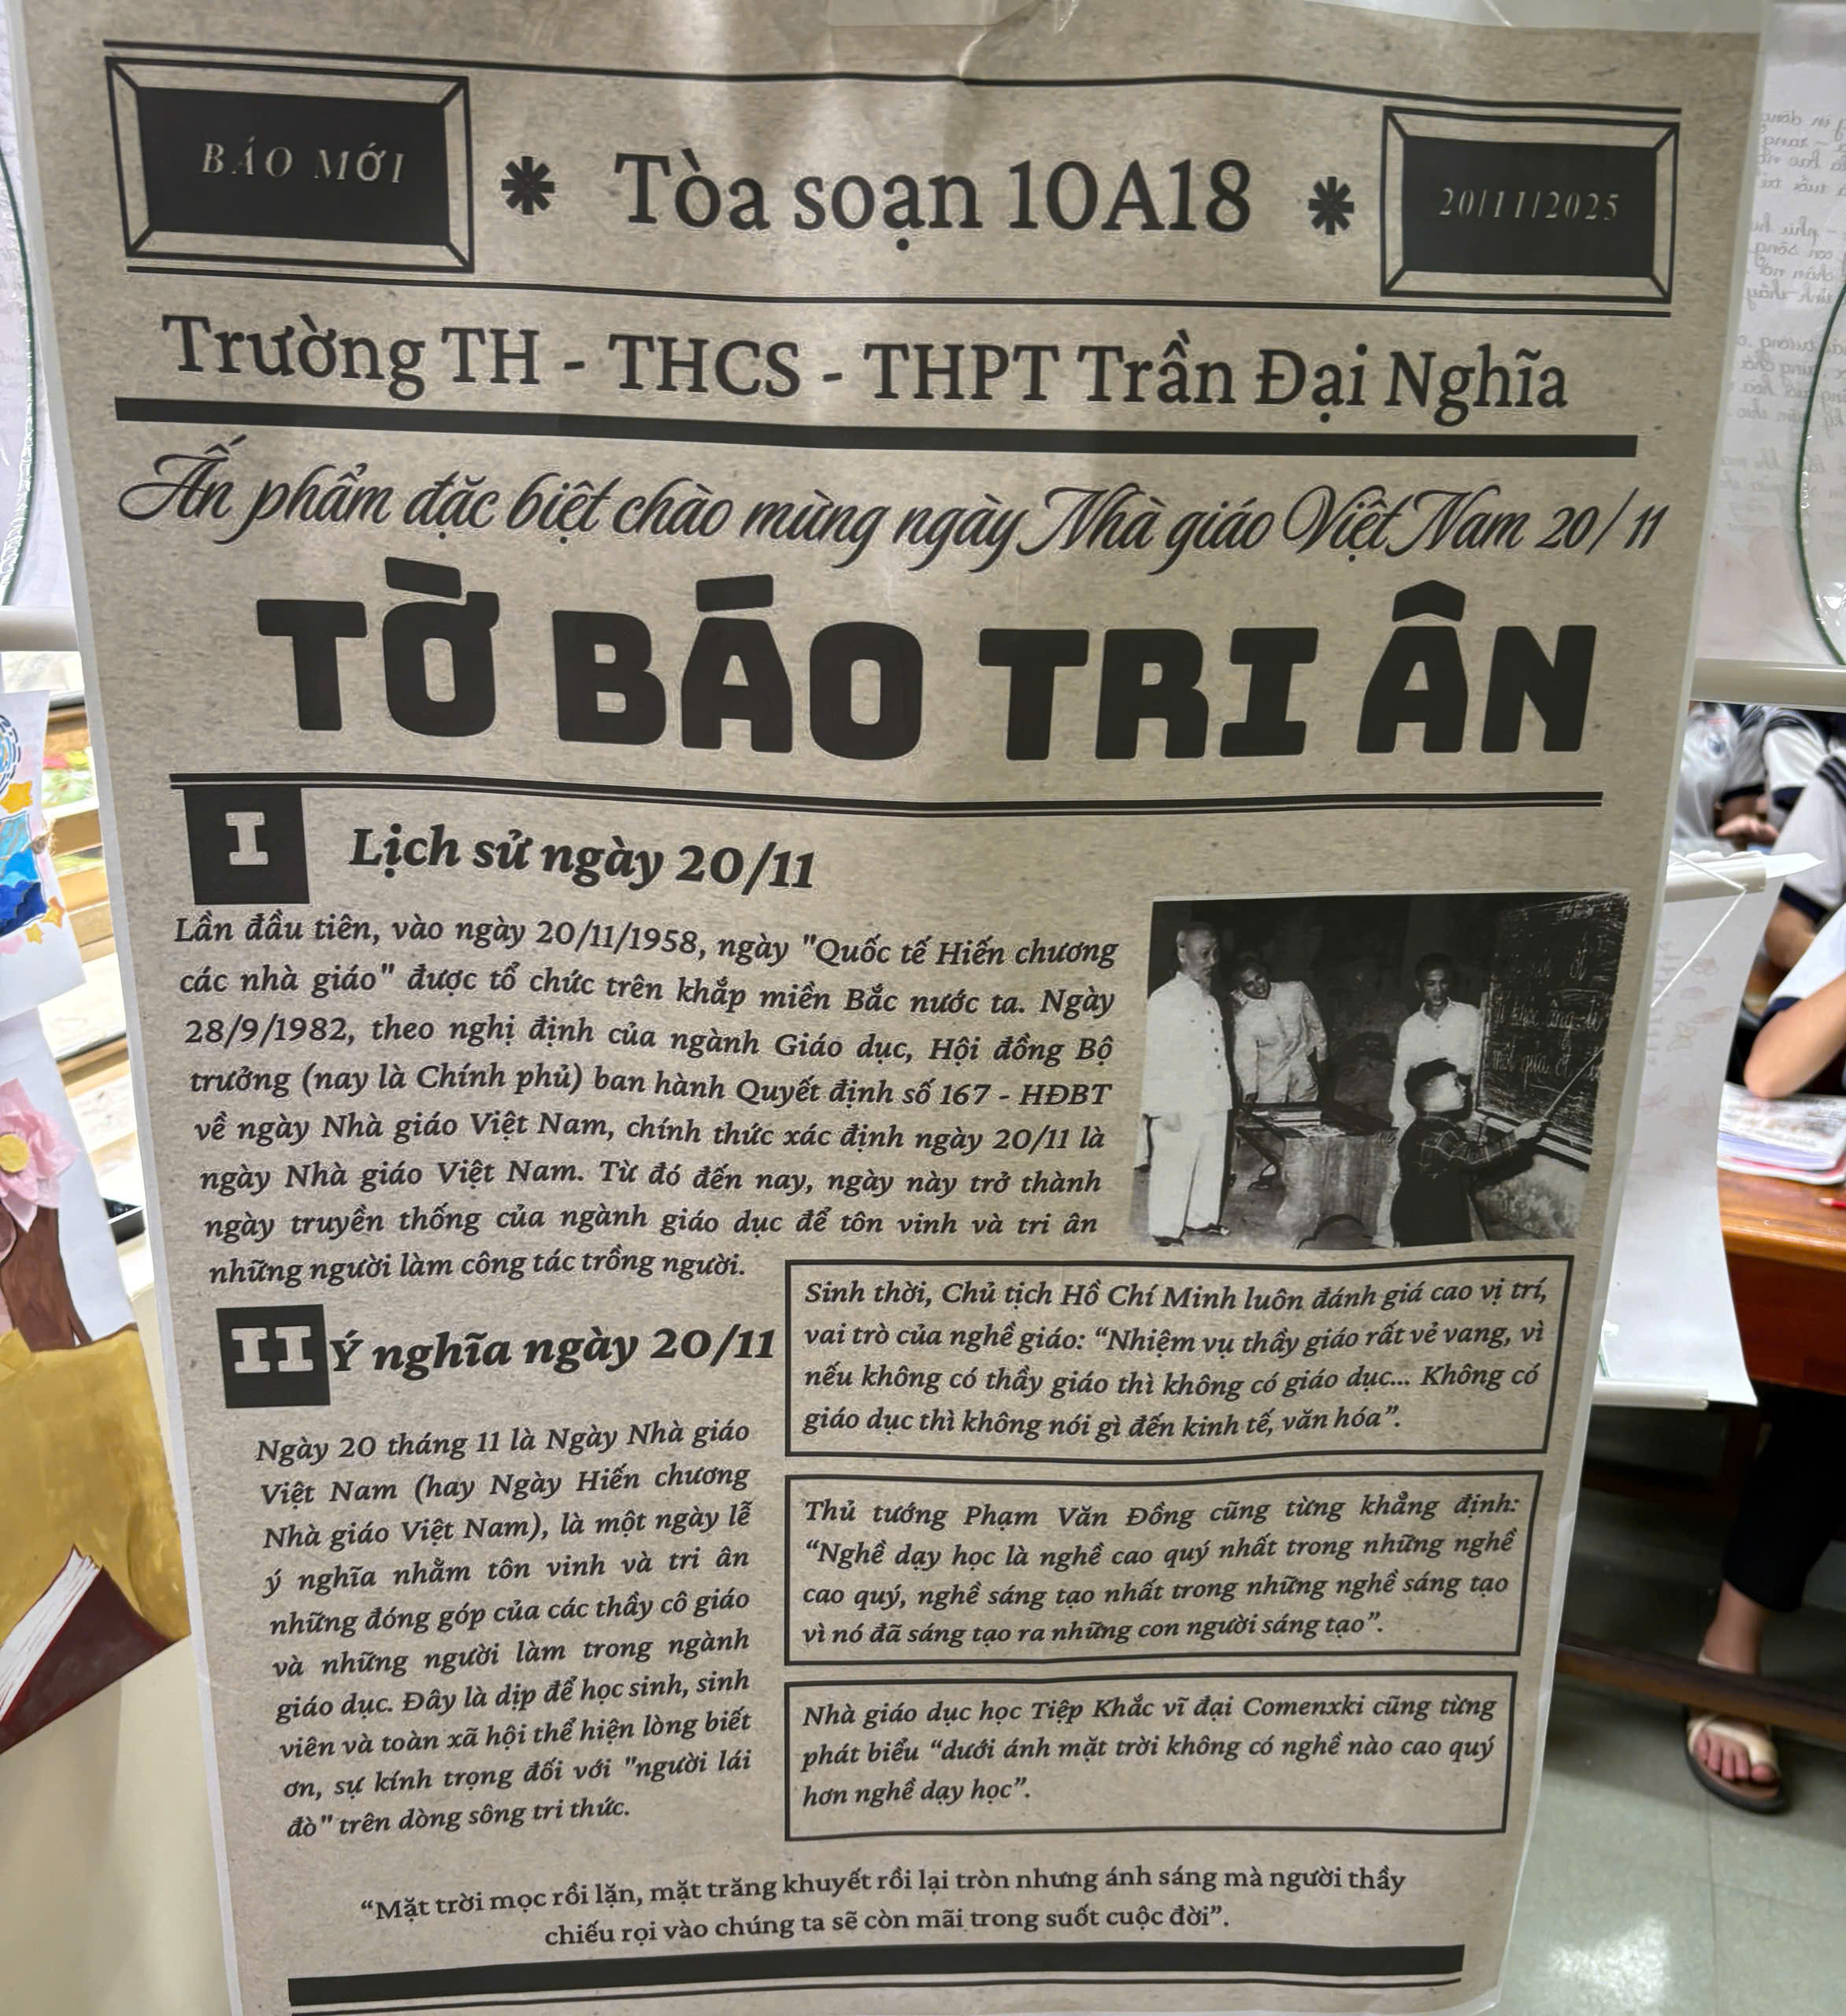 BÁO MỚI
Tòa soạn 10A18
20/11/2025
Trường TH - THCS - THPT Trần Đại Nghĩa
Ấn phẩm đặc biệt chào mừng ngày Nhà giáo Việt Nam 20/11
TỜ BÁO TRI ÂN
I
Lịch sử ngày 20/11
Lần đầu tiên, vào ngày 20/11/1958, ngày "Quốc tế Hiến chương
các nhà giáo" được tổ chức trên khắp miền Bắc nước ta. Ngày
28/9/1982, theo nghị định của ngành Giáo dục, Hội đồng Bộ
trưởng (nay là Chính phủ) ban hành Quyết định số 167 - HĐBT
về ngày Nhà giáo Việt Nam, chính thức xác định ngày 20/11 là
ngày Nhà giáo Việt Nam. Từ đó đến nay, ngày này trở thành
ngày truyền thống của ngành giáo dục để tôn vinh và tri ân
những người làm công tác trồng người.
II
Ý nghĩa ngày 20/11
Ngày 20 tháng 11 là Ngày Nhà giáo
Việt Nam (hay Ngày Hiến chương
Nhà giáo Việt Nam), là một ngày lễ
ý nghĩa nhằm tôn vinh và tri ân
những đóng góp của các thầy cô giáo
và những người làm trong ngành
giáo dục. Đây là dịp để học sinh, sinh
viên và toàn xã hội thể hiện lòng biết
ơn, sự kính trọng đối với "người lái
đò" trên dòng sông tri thức.
Sinh thời, Chủ tịch Hồ Chí Minh luôn đánh giá cao vị trí,
vai trò của nghề giáo: “Nhiệm vụ thầy giáo rất vẻ vang, vì
nếu không có thầy giáo thì không có giáo dục... Không có
giáo dục thì không nói gì đến kinh tế, văn hóa”.
Thủ tướng Phạm Văn Đồng cũng từng khẳng định:
“Nghề dạy học là nghề cao quý nhất trong những nghề
cao quý, nghề sáng tạo nhất trong những nghề sáng tạo
vì nó đã sáng tạo ra những con người sáng tạo”.
Nhà giáo dục học Tiệp Khắc vĩ đại Comenxki cũng từng
phát biểu “dưới ánh mặt trời không có nghề nào cao quý
hơn nghề dạy học”.
“Mặt trời mọc rồi lặn, mặt trăng khuyết rồi lại tròn nhưng ánh sáng mà người thầy
chiếu rọi vào chúng ta sẽ còn mãi trong suốt cuộc đời”.